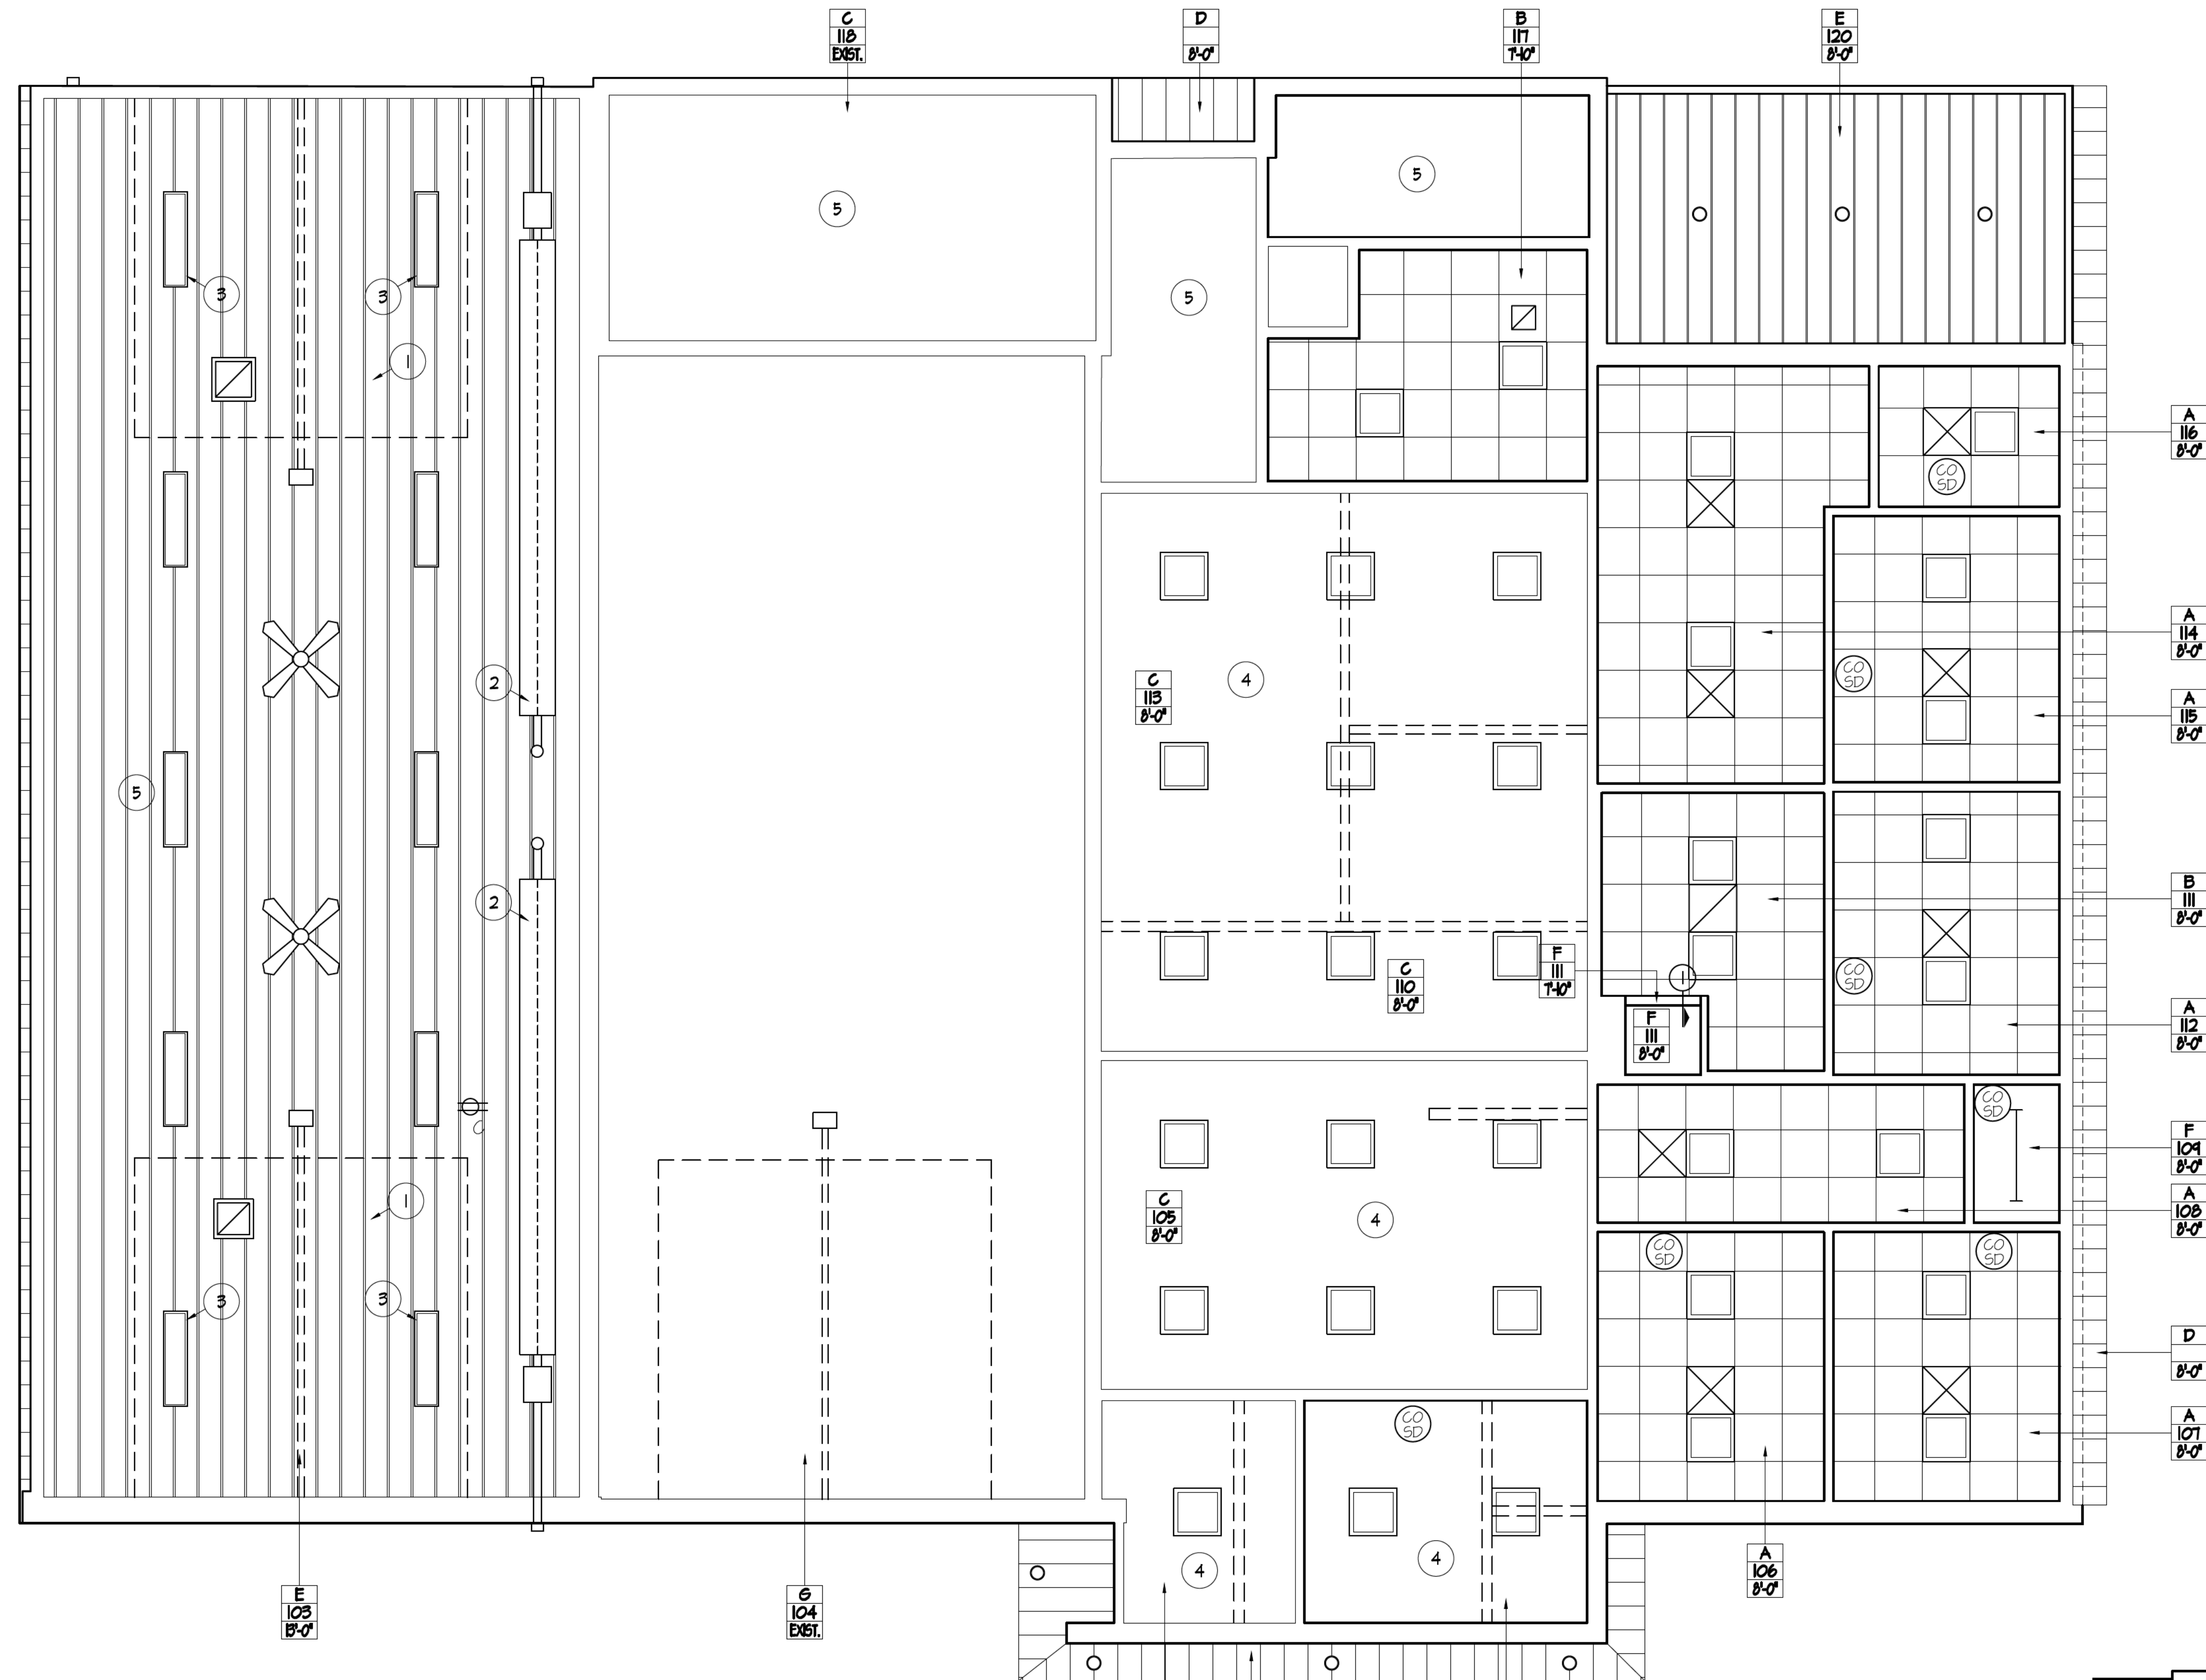 C
118
EXIST.
D
8'-0"
B
117
7'-10"
E
120
8'-0"
5
5
5
3
3
1
A
116
8'-0"
CO
SD
A
114
8'-0"
2
4
C
113
8'-0"
CO
SD
A
115
8'-0"
5
2
B
111
8'-0"
F
111
7'-10"
C
110
8'-0"
1
CO
SD
F
111
8'-0"
A
112
8'-0"
CO
SD
F
109
8'-0"
1
C
105
8'-0"
4
A
108
8'-0"
CO
SD
CO
SD
3
3
D
8'-0"
CO
SD
A
107
8'-0"
4
4
A
106
8'-0"
E
103
13'-0"
G
104
EXIST.